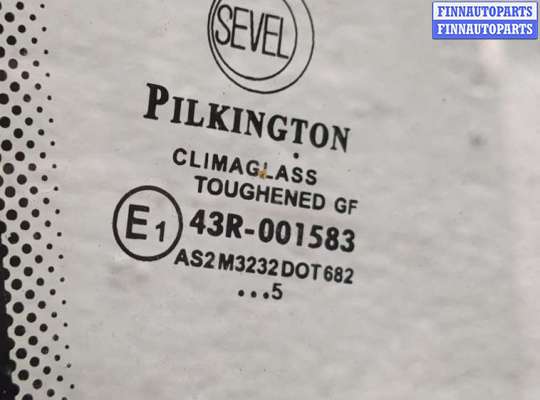 FINNAUTOPARTS
FINNAUTOPARTS
SEVEL
PILKINGTON
CLIMAGLASS
TOUGHENED GF
E1 43R-001583
AS2 M3232 DOT 682
...5